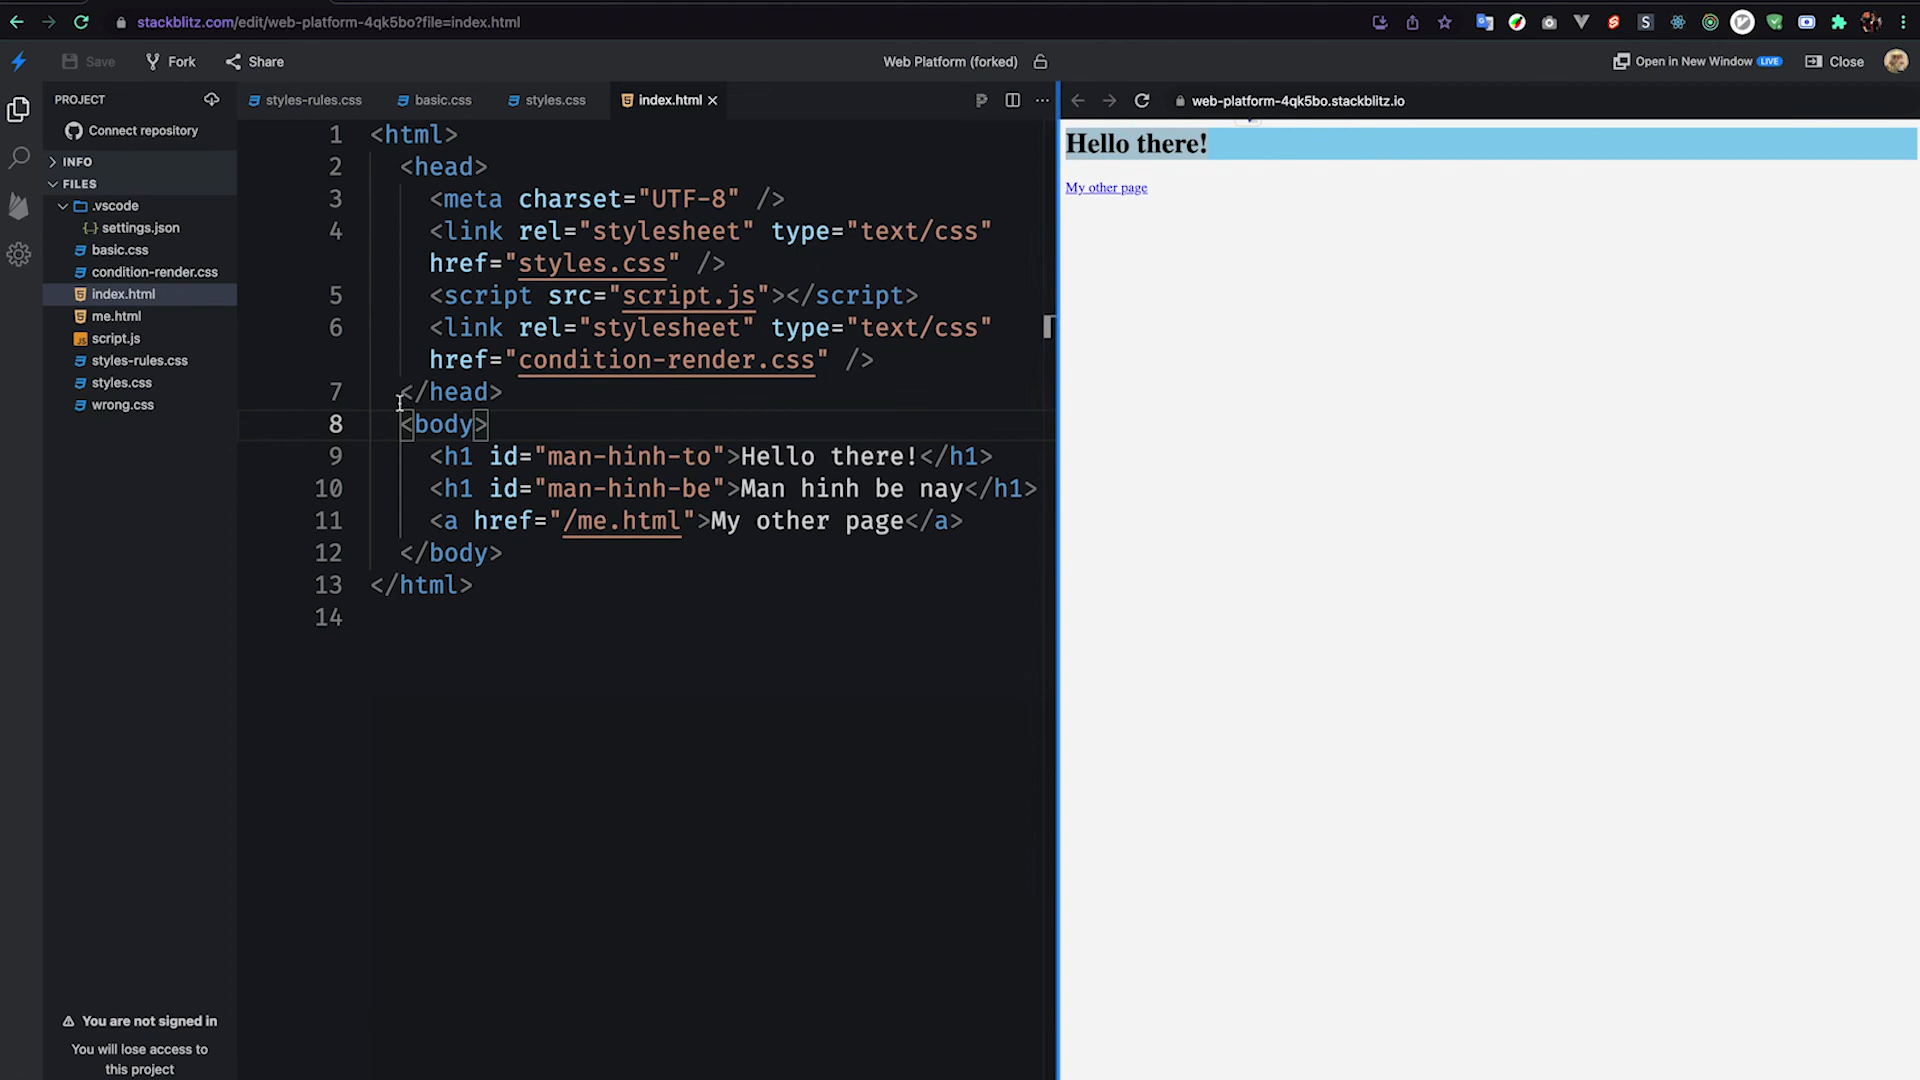 stackblitz.com/edit/web-platform-4qk5bo?file=index.html
Save
Fork
Share
Web Platform (forked)
Open in New Window LIVE
Close
PROJECT
Connect repository
INFO
FILES
.vscode
settings.json
basic.css
condition-render.css
index.html
me.html
script.js
styles-rules.css
styles.css
wrong.css
You are not signed in
You will lose access to
this project
styles-rules.css
basic.css
styles.css
index.html
1 <html>
2 <head>
3 <meta charset="UTF-8" />
4 <link rel="stylesheet" type="text/css"
href="styles.css" />
5 <script src="script.js"></script>
6 <link rel="stylesheet" type="text/css"
href="condition-render.css" />
7 </head>
8 <body>
9 <h1 id="man-hinh-to">Hello there!</h1>
10 <h1 id="man-hinh-be">Man hinh be nay</h1>
11 <a href="/me.html">My other page</a>
12 </body>
13 </html>
14
web-platform-4qk5bo.stackblitz.io
Hello there!
My other page